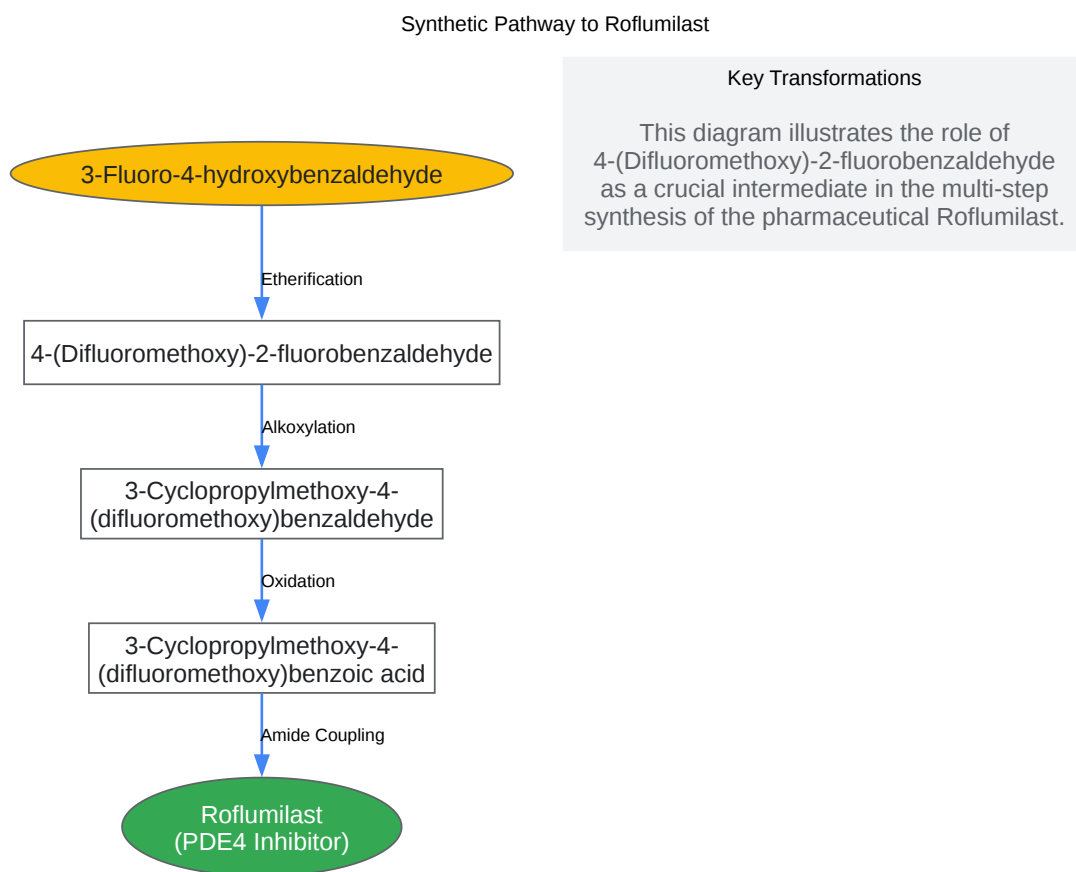 Synthetic Pathway to Roflumilast
Key Transformations
This diagram illustrates the role of
4-(Difluoromethoxy)-2-fluorobenzaldehyde
as a crucial intermediate in the multi-step
synthesis of the pharmaceutical Roflumilast.
3-Fluoro-4-hydroxybenzaldehyde
Etherification
4-(Difluoromethoxy)-2-fluorobenzaldehyde
Alkoxylation
3-Cyclopropylmethoxy-4-
(difluoromethoxy)benzaldehyde
Oxidation
3-Cyclopropylmethoxy-4-
(difluoromethoxy)benzoic acid
Amide Coupling
Roflumilast
(PDE4 Inhibitor)